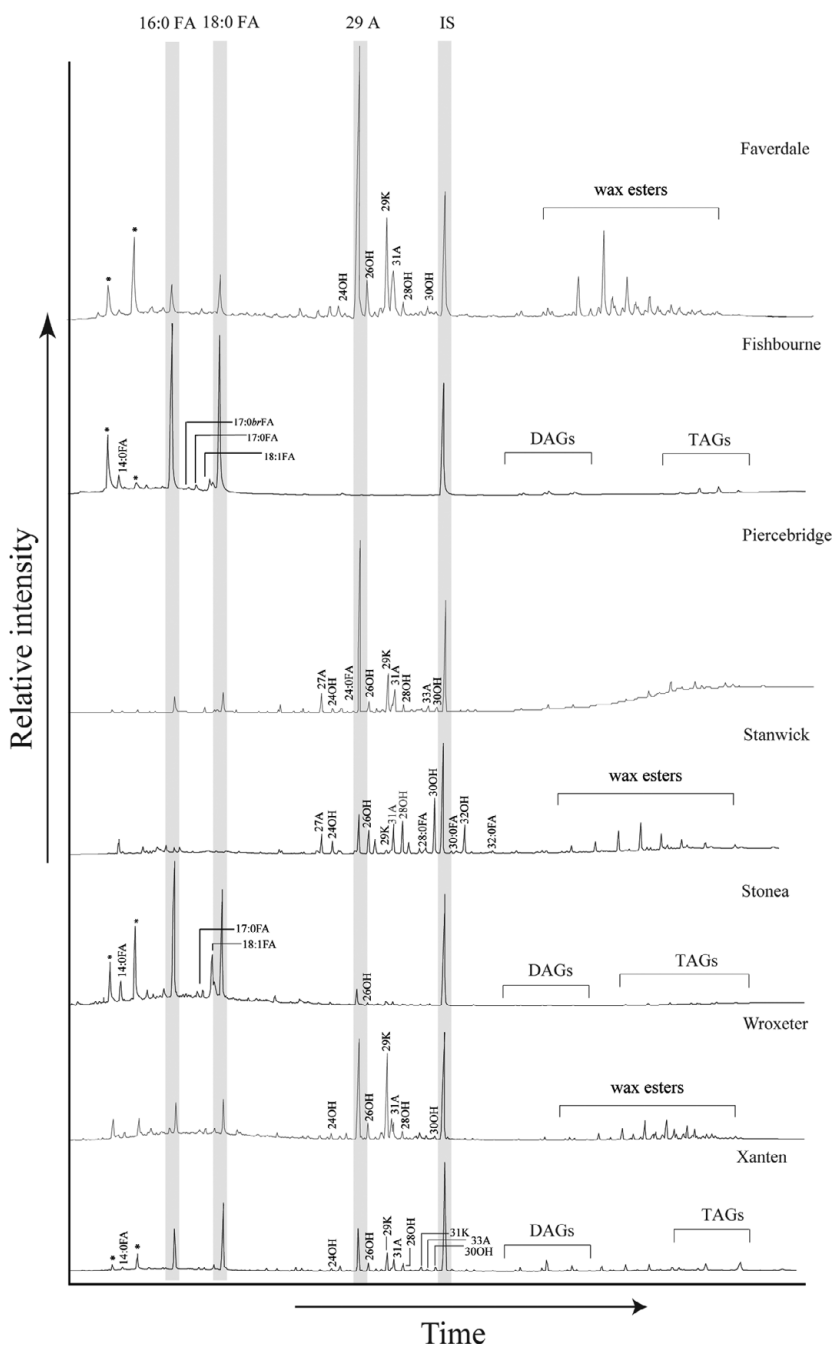 16:0 FA 18:0 FA 29 A IS
Faverdale
wax esters
* * 24OH 26OH 29K 31A 28OH 30OH
Fishbourne
* 14:0FA * 17:0brFA
17:0FA
18:1FA
DAGs TAGs
Piercebridge
27A 24OH 24:0FA 26OH 29K 31A 28OH 33A 30OH
Stanwick
wax esters
27A 24OH 26OH 29K 31A 28OH 28:0FA 30OH 30:0FA 32OH 32:0FA
Stonea
* 14:0FA * 17:0FA
18:1FA
26OH
DAGs TAGs
Wroxeter
wax esters
24OH 26OH 29K 31A 28OH 30OH
Xanten
* 14:0FA * 24OH 26OH 29K 31A 28OH 31K
33A
30OH
DAGs TAGs
Relative intensity
Time